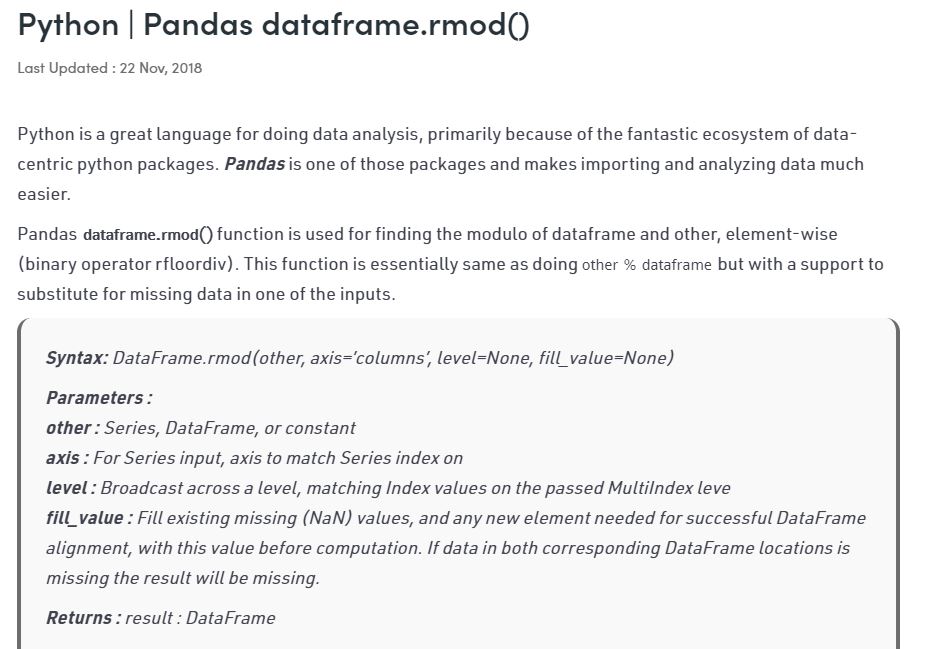 Python | Pandas dataframe.rmod()
Last Updated : 22 Nov, 2018
Python is a great language for doing data analysis, primarily because of the fantastic ecosystem of data-
centric python packages. Pandas is one of those packages and makes importing and analyzing data much
easier.
Pandas dataframe.rmod() function is used for finding the modulo of dataframe and other, element-wise
(binary operator rfloordiv). This function is essentially same as doing other % dataframe but with a support to
substitute for missing data in one of the inputs.
Syntax: DataFrame.rmod(other, axis=’columns’, level=None, fill_value=None)
Parameters :
other : Series, DataFrame, or constant
axis : For Series input, axis to match Series index on
level : Broadcast across a level, matching Index values on the passed MultiIndex leve
fill_value : Fill existing missing (NaN) values, and any new element needed for successful DataFrame
alignment, with this value before computation. If data in both corresponding DataFrame locations is
missing the result will be missing.
Returns : result : DataFrame